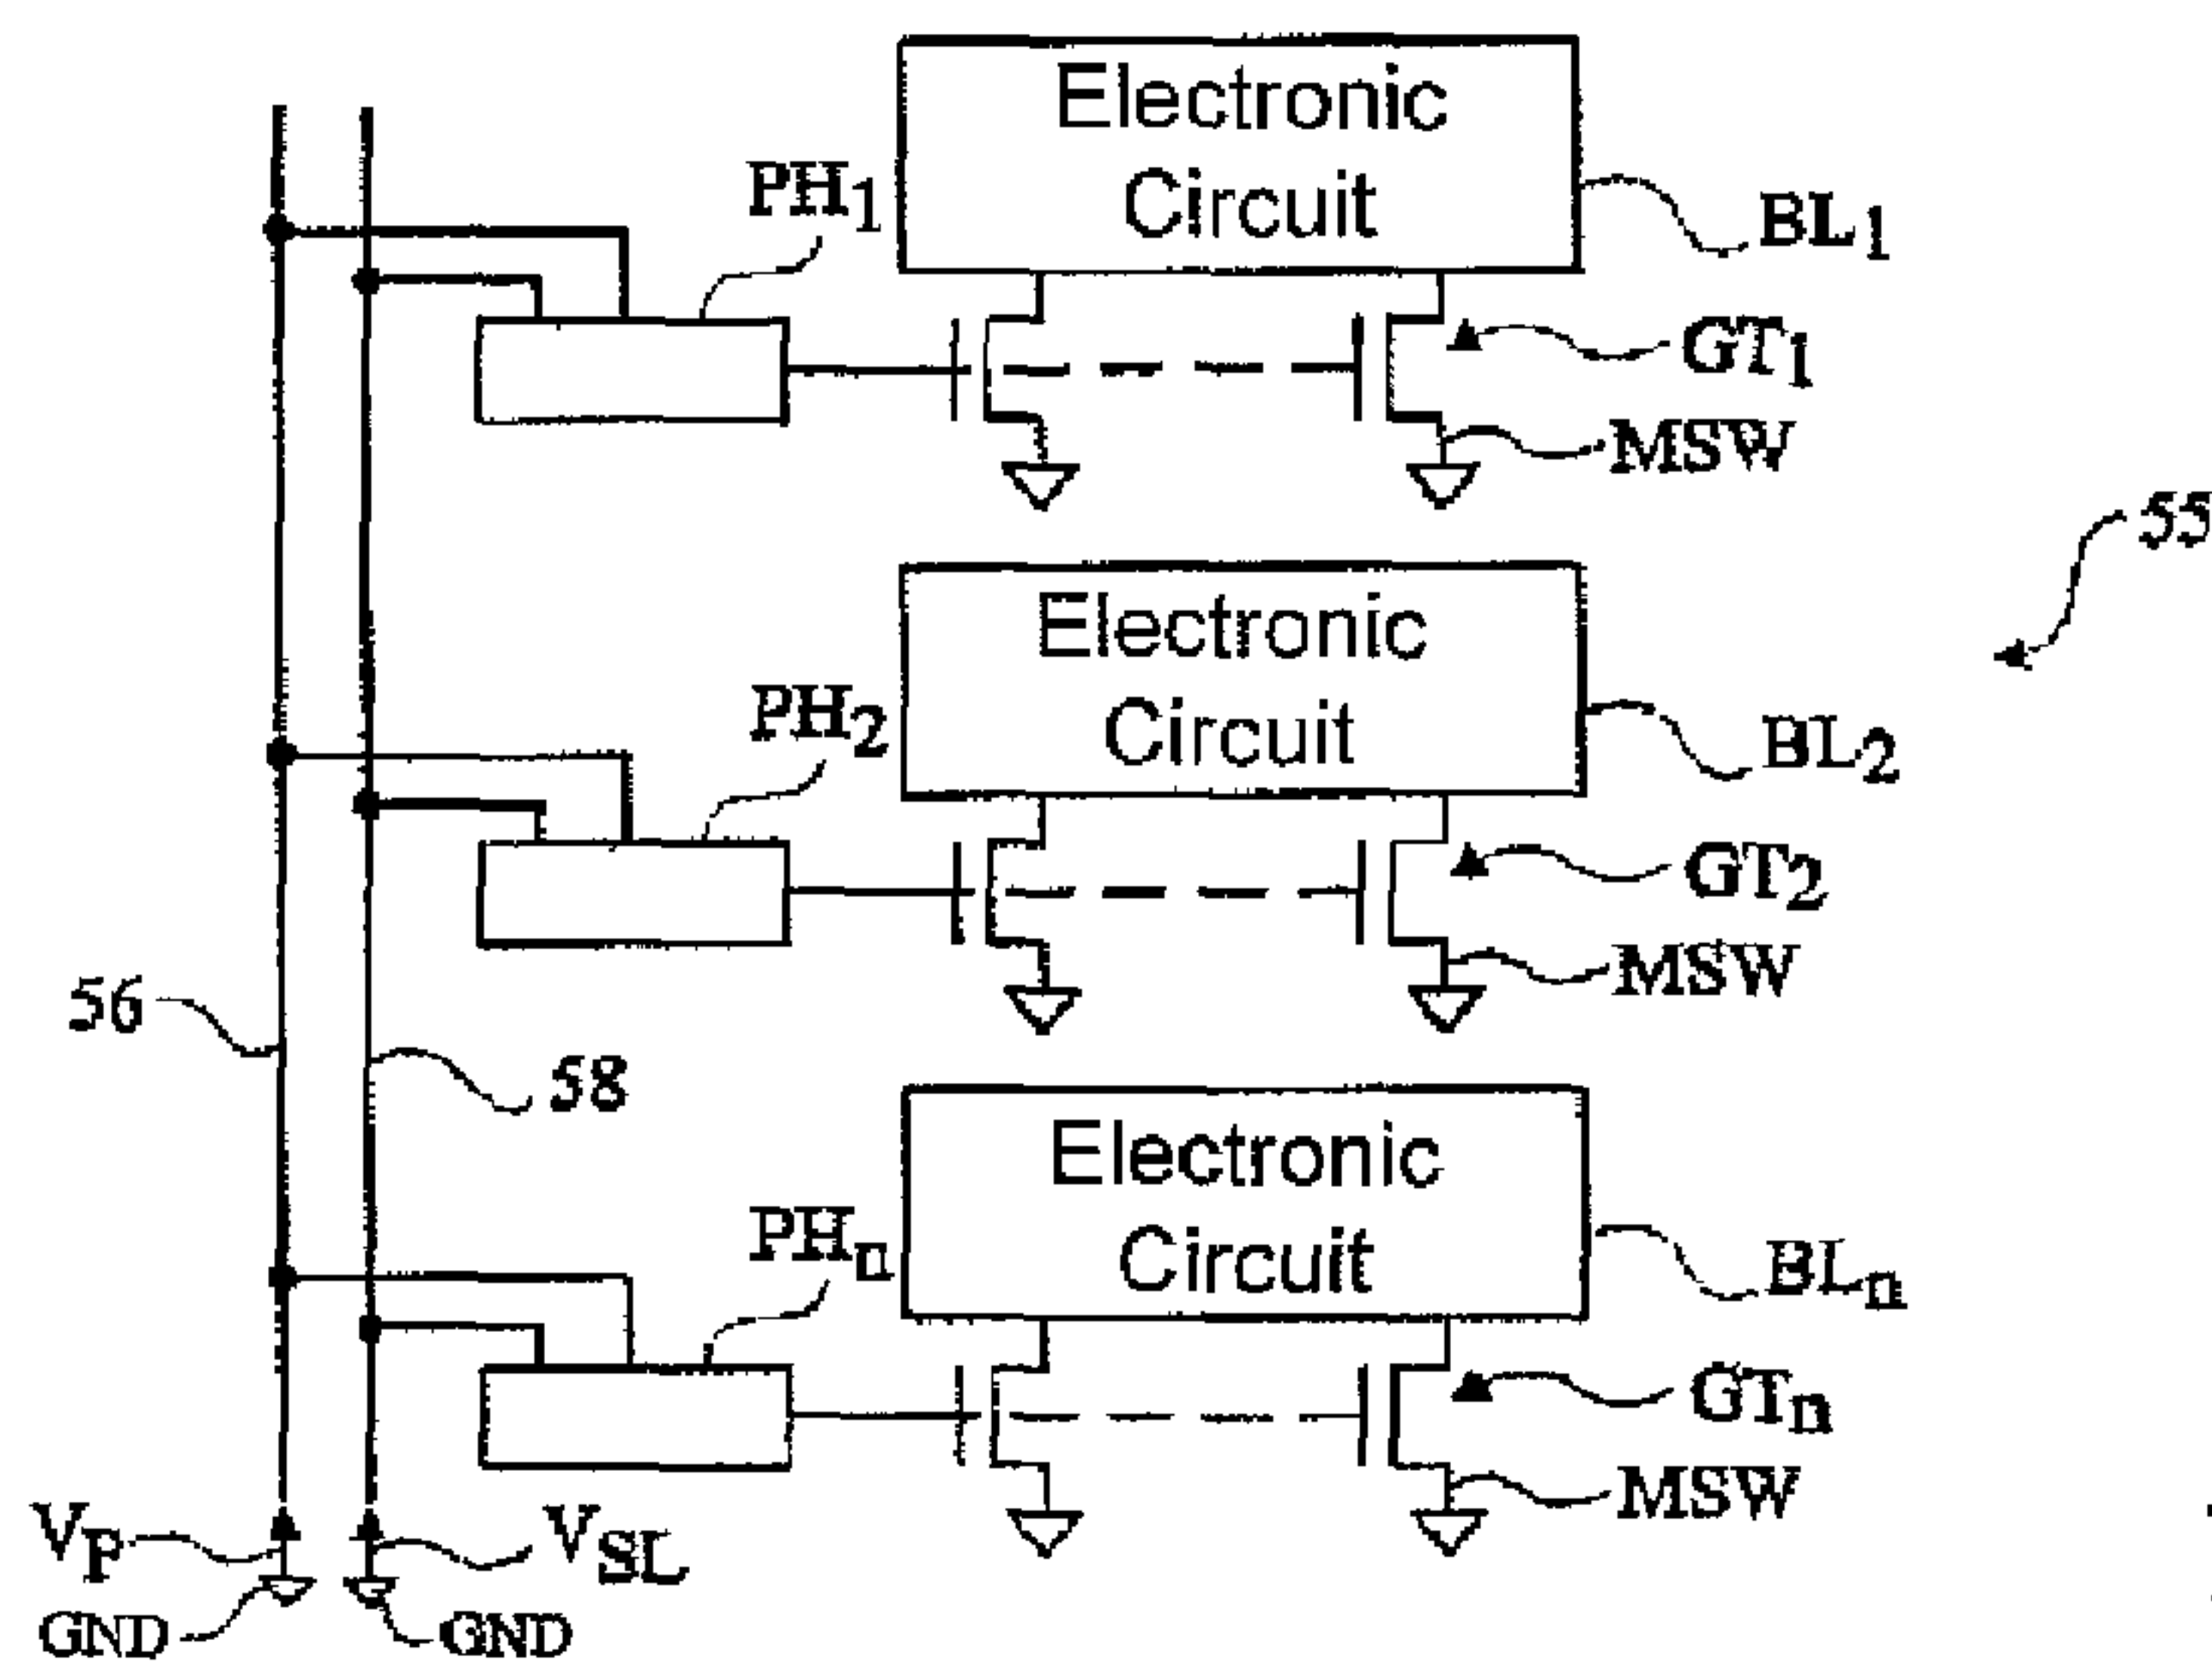 Electronic
Circuit
PH1
BL1
GT1
MSW
55
Electronic
Circuit
PH2
BL2
GT2
MSW
56
58
Electronic
Circuit
PHn
BLn
GTn
MSW
VP
VSL
GND
GND